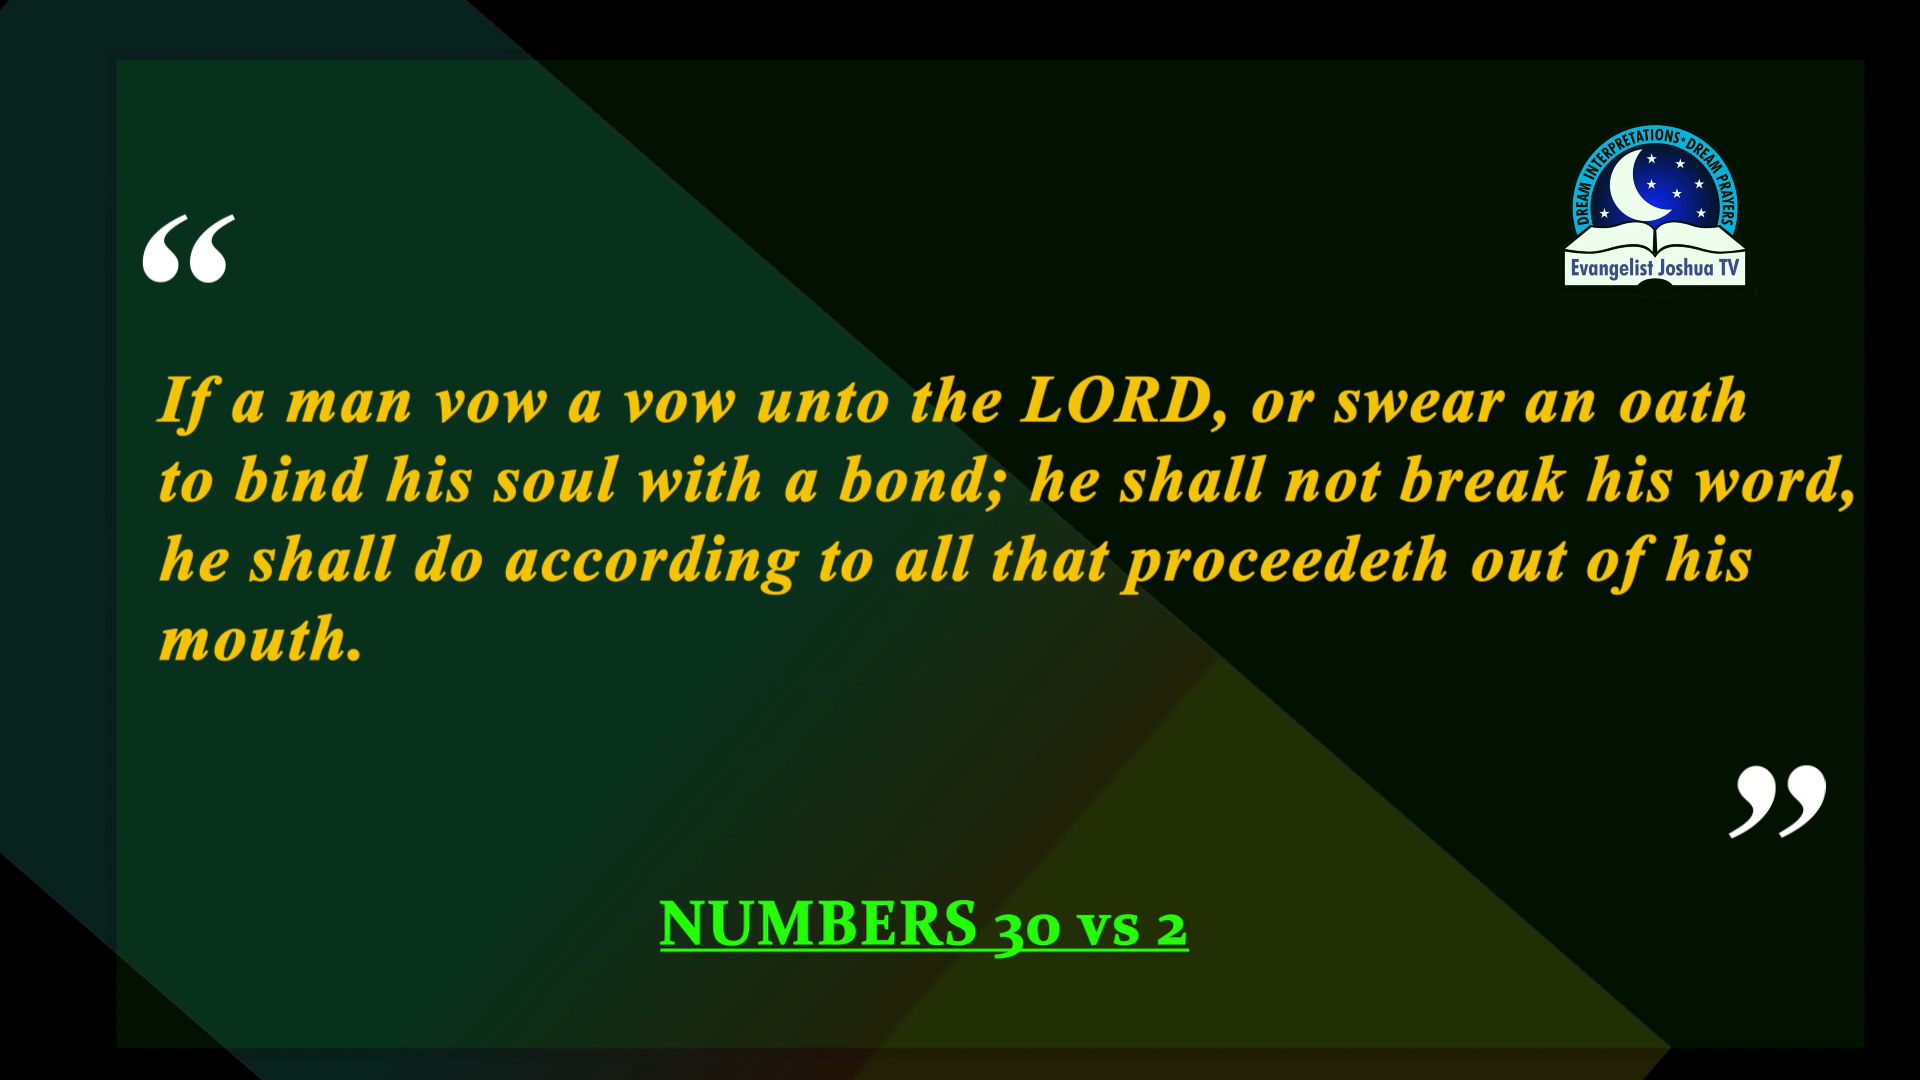 DREAM INTERPRETATIONS • DREAM PRAYERS
Evangelist Joshua TV
“
If a man vow a vow unto the LORD, or swear an oath
to bind his soul with a bond; he shall not break his word,
he shall do according to all that proceedeth out of his
mouth.
”
NUMBERS 30 vs 2